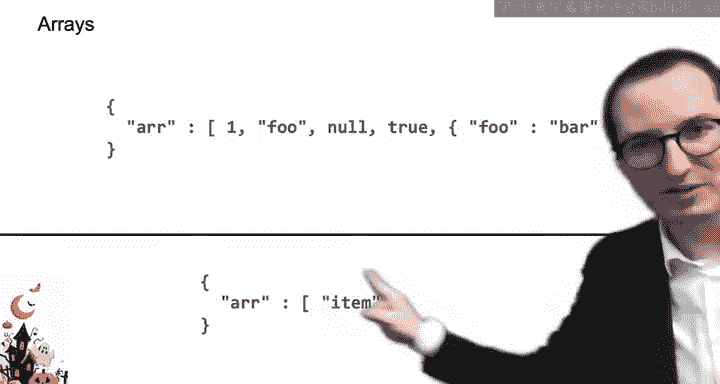 Arrays
{
"arr" : [ 1, "foo", null, true, { "foo" : "bar"
}
{
"arr" : [ "item"
}